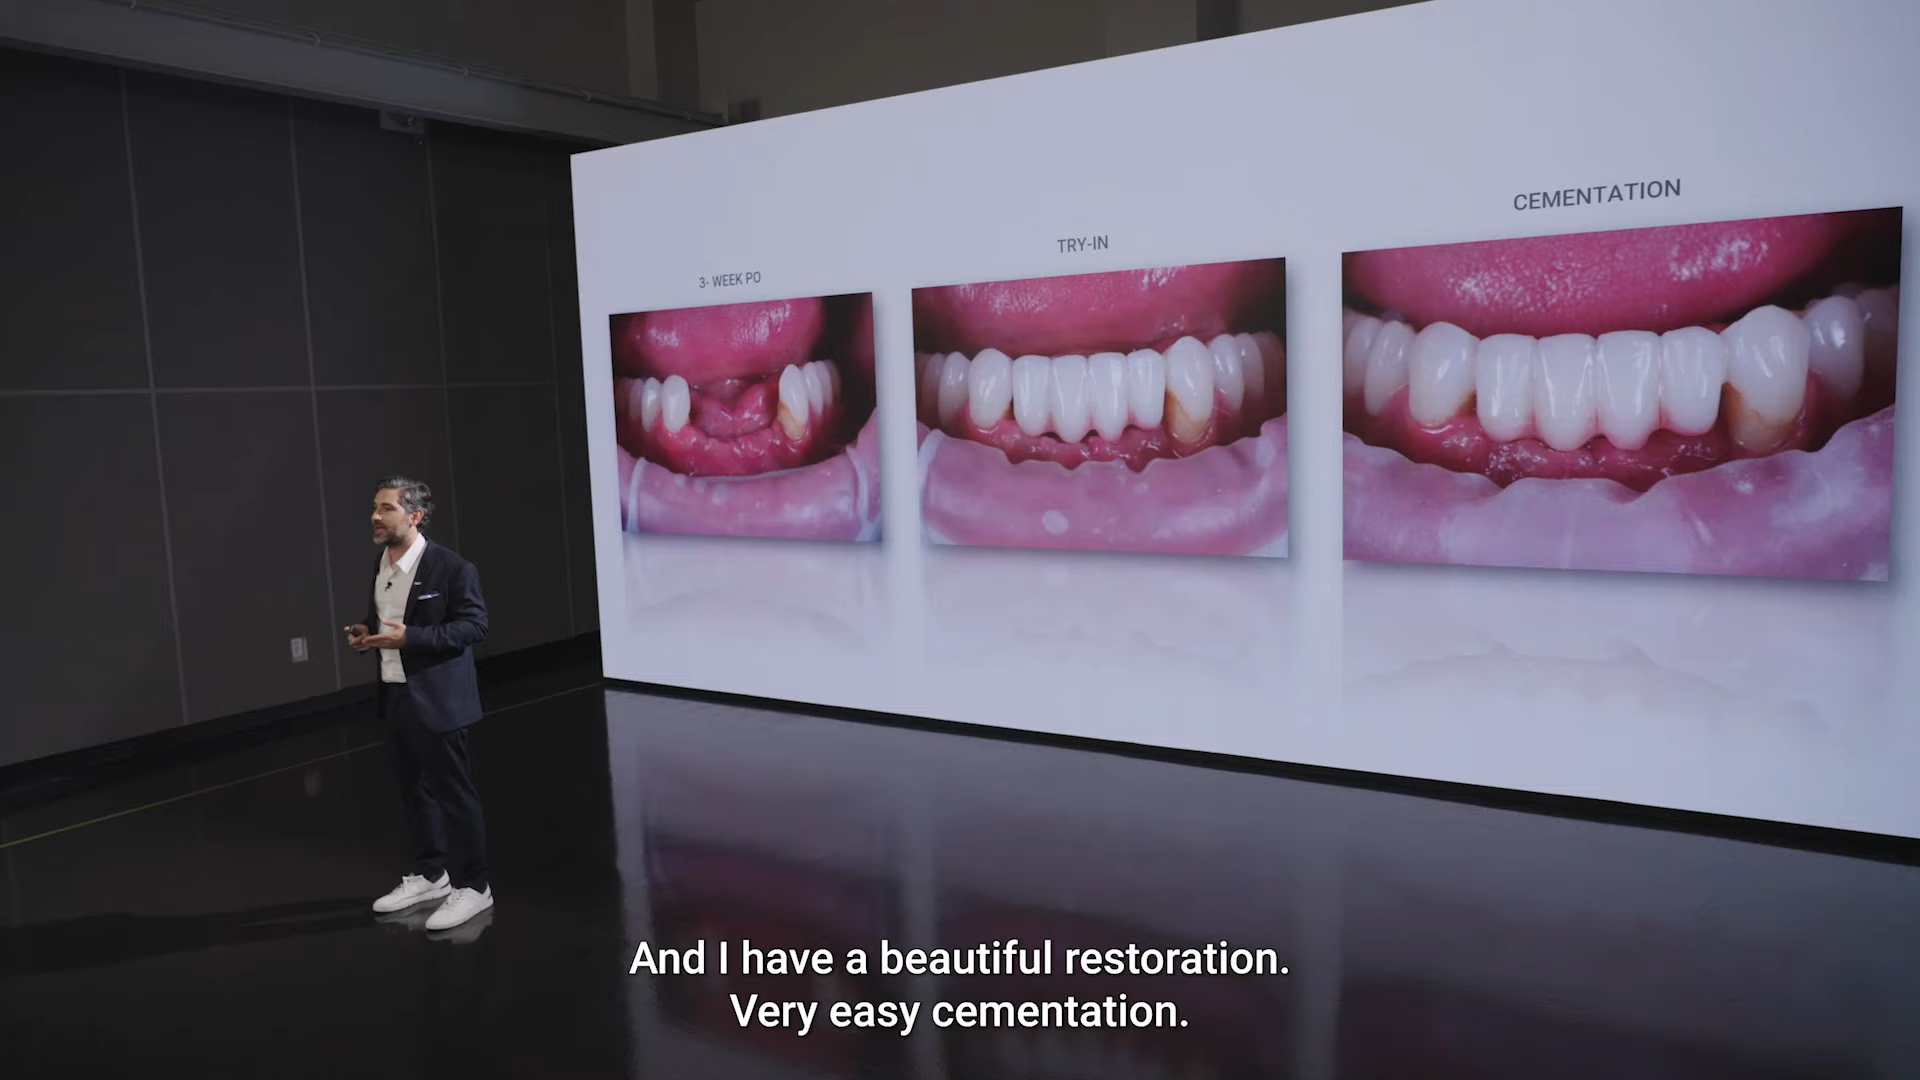 3- WEEK PO
TRY-IN
CEMENTATION
And I have a beautiful restoration.
Very easy cementation.